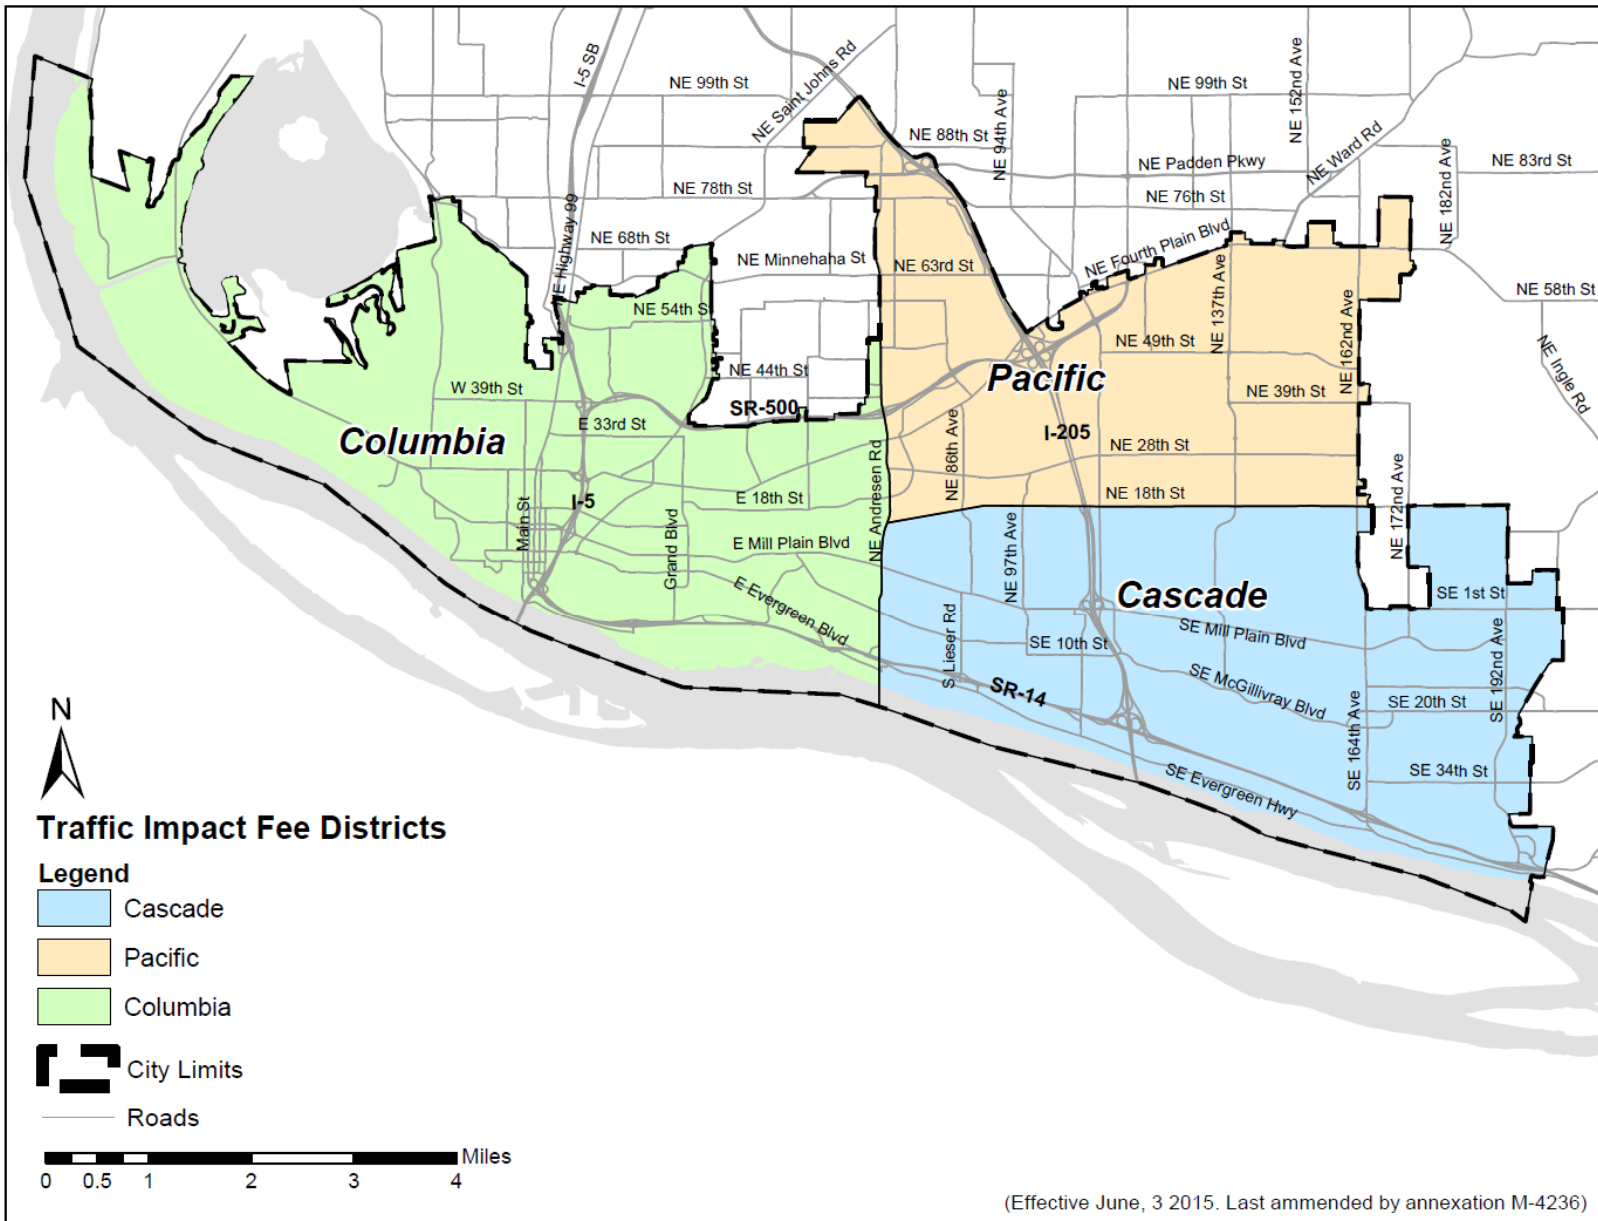 I-5 SB
NE 99th St
NE Saint Johns Rd
NE 88th St
NE 94th Ave
NE 99th St
NE 152nd Ave
NE Ward Rd
NE Padden Pkwy
NE 182nd Ave
NE 83rd St
NE 78th St
NE 76th St
NE Highway 99
NE 68th St
NE Minnehaha St
NE 63rd St
NE Fourth Plain Blvd
NE 137th Ave
NE 58th St
NE 54th S
NE 49th St
NE 162nd Ave
NE Ingle Rd
NE 44th St
Pacific
W 39th St
NE 39th St
SR-500
E 33rd St
Columbia
NE 86th Ave
I-205
NE 28th St
NE Andresen Rd
NE 172nd Ave
E 18th St
NE 18th St
I-5
Main St
Grand Blvd
E Mill Plain Blvd
NE 97th Ave
Cascade
E Evergreen Blvd
S Lieser Rd
SE 1st St
SE Mill Plain Blvd
SE 10th St
SE 192nd Ave
SR-14
SE McGillivray Blvd
SE 20th St
SE 164th Ave
SE 34th St
SE Evergreen Hwy
N
Traffic Impact Fee Districts
Legend
Cascade
Pacific
Columbia
City Limits
Roads
Miles
0 0.5 1 2 3 4
(Effective June, 3 2015. Last ammended by annexation M-4236)